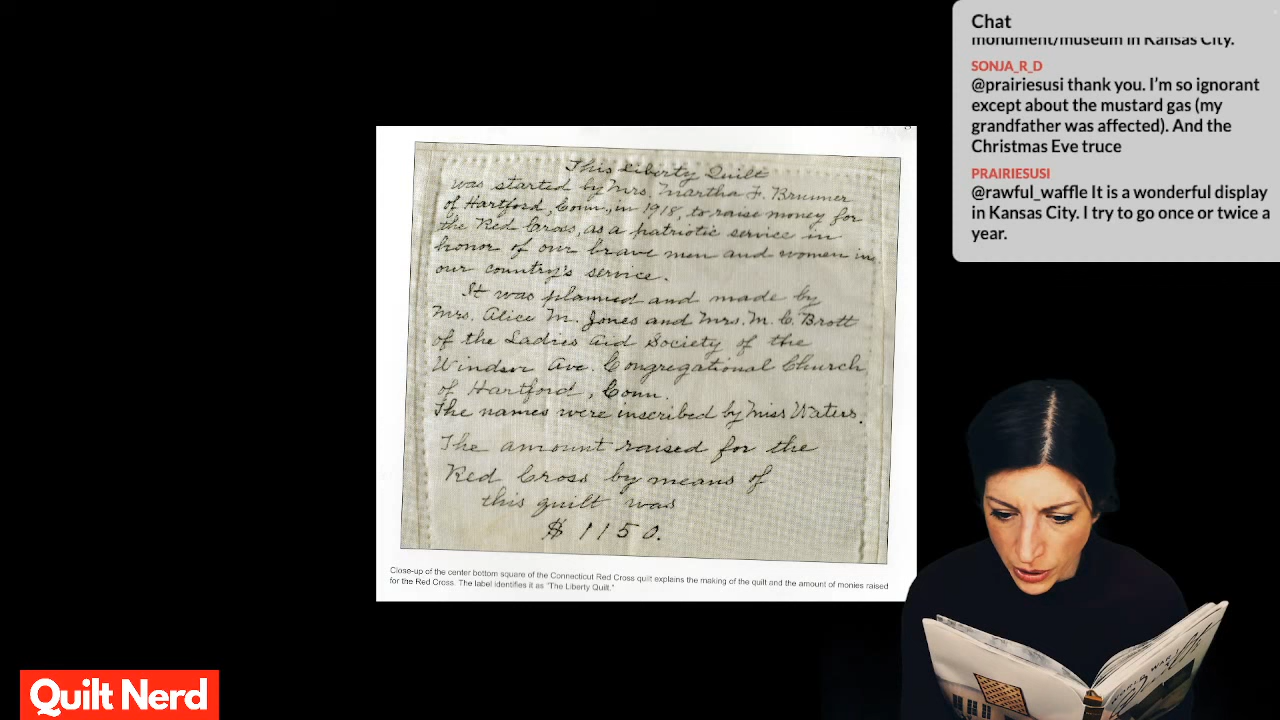 Chat
monument/museum in Kansas City.
SONJA_R_D
@prairiesusi thank you. I'm so ignorant
except about the mustard gas (my
grandfather was affected). And the
Christmas Eve truce
PRAIRIESUSI
@rawful_waffle It is a wonderful display
in Kansas City. I try to go once or twice a
year.
This Liberty Quilt
was started by Mrs. Martha F. Brunner
of Hartford, Conn., in 1918, to raise money for
the Red Cross, as a patriotic service in
honor of our brave men and women in
our country's service.
It was planned and made by
Mrs. Alice M. Jones and Mrs. M. C. Brott
of the Ladies Aid Society of the
Windsor Ave. Congregational Church
of Hartford, Conn.
The names were inscribed by Miss Waters.
The amount raised for the
Red Cross by means of
this quilt was
$ 1150.
Close-up of the center bottom square of the Connecticut Red Cross quilt explains the making of the quilt and the amount of monies raised
for the Red Cross. The label identifies it as "The Liberty Quilt."
WORLD WAR I
Quilts
Quilt Nerd